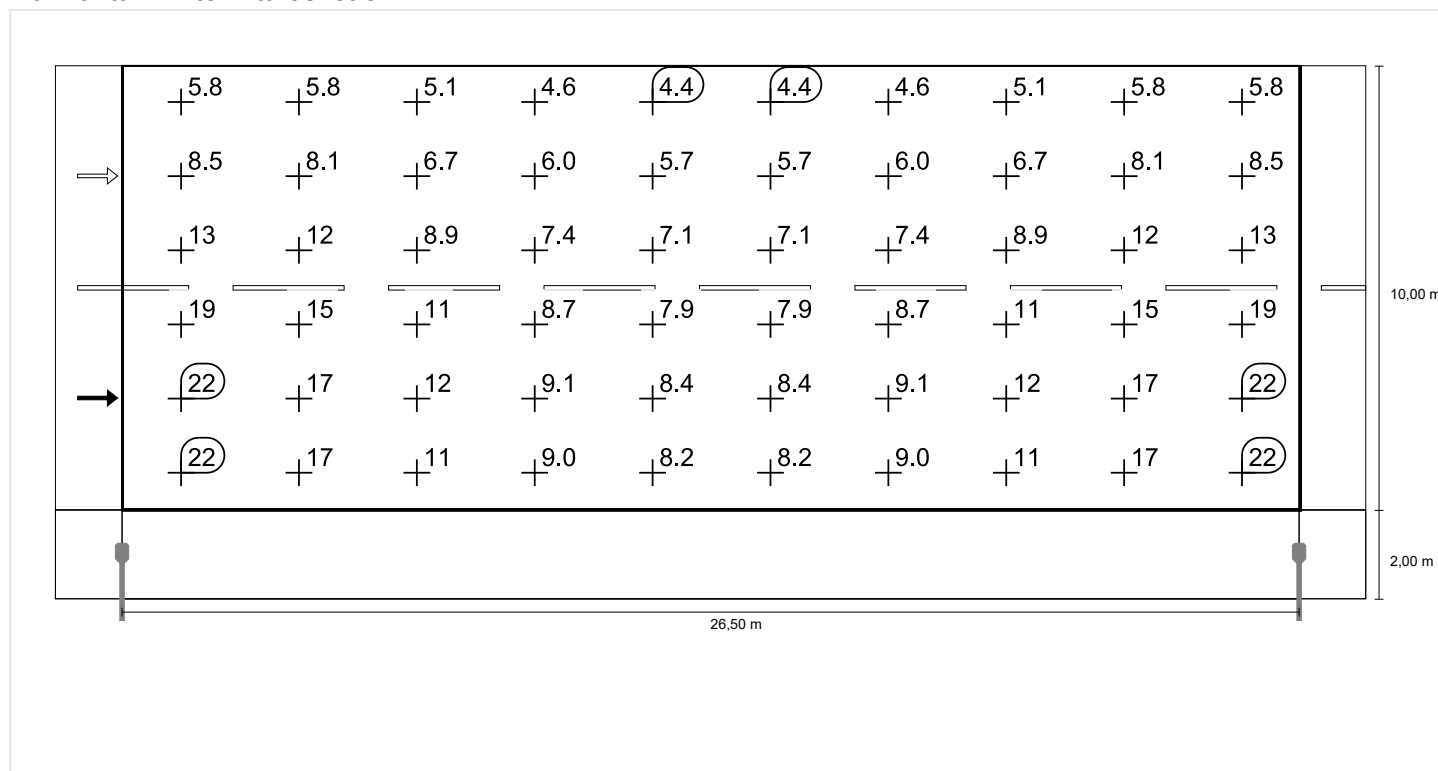 5.8 5.8 5.1 4.6 4.4 4.4 4.6 5.1 5.8 5.8
8.5 8.1 6.7 6.0 5.7 5.7 6.0 6.7 8.1 8.5
13 12 8.9 7.4 7.1 7.1 7.4 8.9 12 13
10,00 m
19 15 11 8.7 7.9 7.9 8.7 11 15 19
22 17 12 9.1 8.4 8.4 9.1 12 17 22
22 17 11 9.0 8.2 8.2 9.0 11 17 22
2,00 m
26,50 m